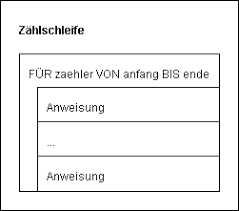 Zählschleife
FÜR zaehler VON anfang BIS ende
Anweisung
...
Anweisung